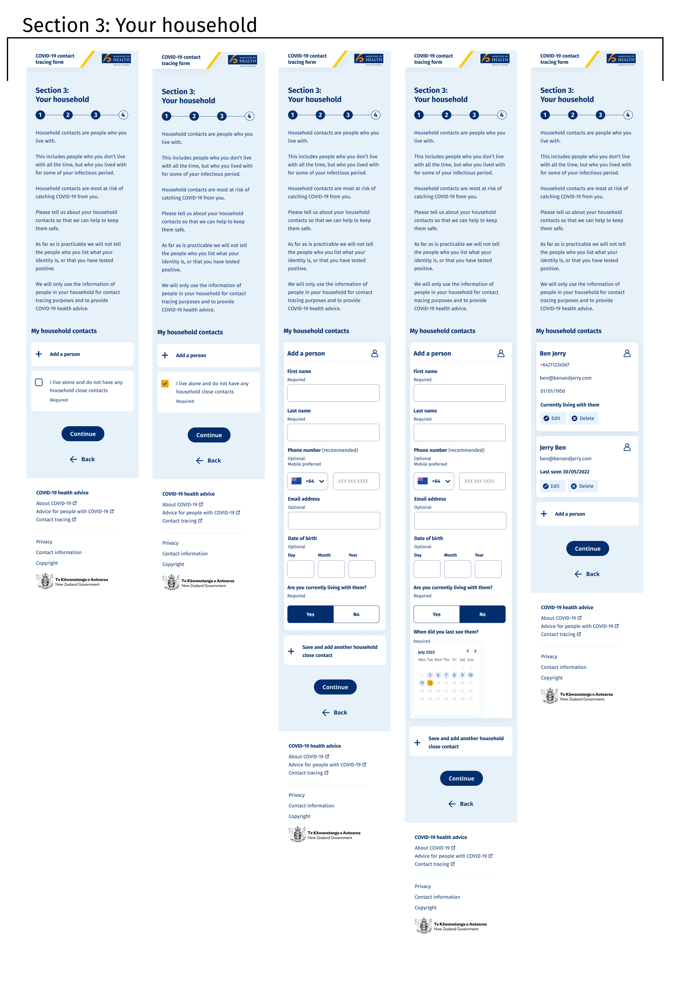 Section 3: Your household
COVID-19 contact
tracing form
MINISTRY OF
HEALTH
MANATŪ HAUORA
Section 3:
Your household
1 2 3 4
Household contacts are people who you
live with.
This includes people who you don’t live
with all the time, but who you lived with
for some of your infectious period.
Household contacts are most at risk of
catching COVID-19 from you.
Please tell us about your household
contacts so that we can help to keep
them safe.
As far as is practicable we will not tell
the people who you list what your
identity is, or that you have tested
positive.
We will only use the information of
people in your household for contact
tracing purposes and to provide
COVID-19 health advice.
My household contacts
Add a person
I live alone and do not have any
household close contacts
Required
Continue
Back
COVID-19 health advice
About COVID-19
Advice for people with COVID-19
Contact tracing
Privacy
Contact information
Copyright
Te Kāwanatanga o Aotearoa
New Zealand Government
COVID-19 contact
tracing form
MINISTRY OF
HEALTH
MANATŪ HAUORA
Section 3:
Your household
1 2 3 4
Household contacts are people who you
live with.
This includes people who you don’t live
with all the time, but who you lived with
for some of your infectious period.
Household contacts are most at risk of
catching COVID-19 from you.
Please tell us about your household
contacts so that we can help to keep
them safe.
As far as is practicable we will not tell
the people who you list what your
identity is, or that you have tested
positive.
We will only use the information of
people in your household for contact
tracing purposes and to provide
COVID-19 health advice.
My household contacts
Add a person
I live alone and do not have any
household close contacts
Required
Continue
Back
COVID-19 health advice
About COVID-19
Advice for people with COVID-19
Contact tracing
Privacy
Contact information
Copyright
Te Kāwanatanga o Aotearoa
New Zealand Government
COVID-19 contact
tracing form
MINISTRY OF
HEALTH
MANATŪ HAUORA
Section 3:
Your household
1 2 3 4
Household contacts are people who you
live with.
This includes people who you don’t live
with all the time, but who you lived with
for some of your infectious period.
Household contacts are most at risk of
catching COVID-19 from you.
Please tell us about your household
contacts so that we can help to keep
them safe.
As far as is practicable we will not tell
the people who you list what your
identity is, or that you have tested
positive.
We will only use the information of
people in your household for contact
tracing purposes and to provide
COVID-19 health advice.
My household contacts
Add a person
First name
Required
Last name
Required
Phone number (recommended)
Optional
Mobile preferred
+64 XXX XXX XXXX
Email address
Optional
Date of birth
Optional
Day Month Year
Are you currently living with them?
Required
Yes No
Save and add another household
close contact
Continue
Back
COVID-19 health advice
About COVID-19
Advice for people with COVID-19
Contact tracing
Privacy
Contact information
Copyright
Te Kāwanatanga o Aotearoa
New Zealand Government
COVID-19 contact
tracing form
MINISTRY OF
HEALTH
MANATŪ HAUORA
Section 3:
Your household
1 2 3 4
Household contacts are people who you
live with.
This includes people who you don’t live
with all the time, but who you lived with
for some of your infectious period.
Household contacts are most at risk of
catching COVID-19 from you.
Please tell us about your household
contacts so that we can help to keep
them safe.
As far as is practicable we will not tell
the people who you list what your
identity is, or that you have tested
positive.
We will only use the information of
people in your household for contact
tracing purposes and to provide
COVID-19 health advice.
My household contacts
Add a person
First name
Required
Last name
Required
Phone number (recommended)
Optional
Mobile preferred
+64 XXX XXX XXXX
Email address
Optional
Date of birth
Optional
Day Month Year
Are you currently living with them?
Required
Yes No
When did you last see them?
Required
July 2022
Mon Tue Wed Thu Fri Sat Sun
1 2 3
4 5 6 7 8 9 10
11 12 13 14 15 16 17
18 19 20 21 22 23 24
25 26 27 28 29 30 31
Save and add another household
close contact
Continue
Back
COVID-19 health advice
About COVID-19
Advice for people with COVID-19
Contact tracing
Privacy
Contact information
Copyright
Te Kāwanatanga o Aotearoa
New Zealand Government
COVID-19 contact
tracing form
MINISTRY OF
HEALTH
MANATŪ HAUORA
Section 3:
Your household
1 2 3 4
Household contacts are people who you
live with.
This includes people who you don’t live
with all the time, but who you lived with
for some of your infectious period.
Household contacts are most at risk of
catching COVID-19 from you.
Please tell us about your household
contacts so that we can help to keep
them safe.
As far as is practicable we will not tell
the people who you list what your
identity is, or that you have tested
positive.
We will only use the information of
people in your household for contact
tracing purposes and to provide
COVID-19 health advice.
My household contacts
Ben Jerry
+64211234567
ben@benandjerry.com
01/01/1950
Currently living with them
Edit Delete
Jerry Ben
ben@benandjerry.com
Last seen 30/05/2022
Edit Delete
Add a person
Continue
Back
COVID-19 health advice
About COVID-19
Advice for people with COVID-19
Contact tracing
Privacy
Contact information
Copyright
Te Kāwanatanga o Aotearoa
New Zealand Government